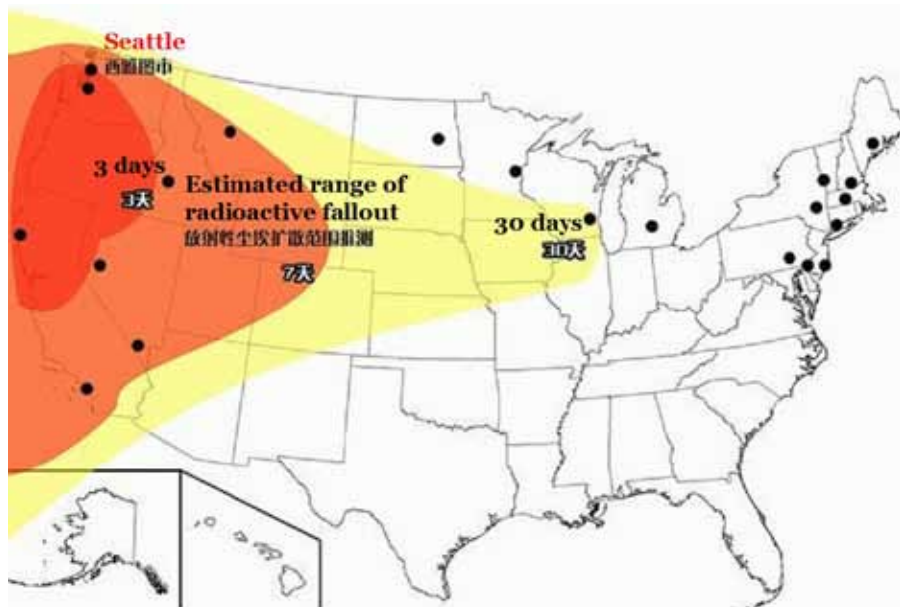 Seattle
西雅图市
3 days
3天
Estimated range of
radioactive fallout
放射性尘埃扩散范围推测
7天
30 days
30天